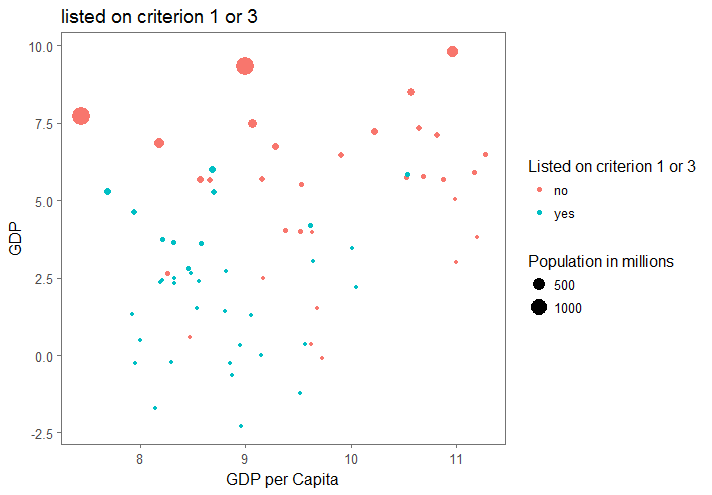 listed on criterion 1 or 3
10.0
7.5
5.0
2.5
0.0
-2.5
GDP
8 9 10 11
GDP per Capita
Listed on criterion 1 or 3
no
yes
Population in millions
500
1000